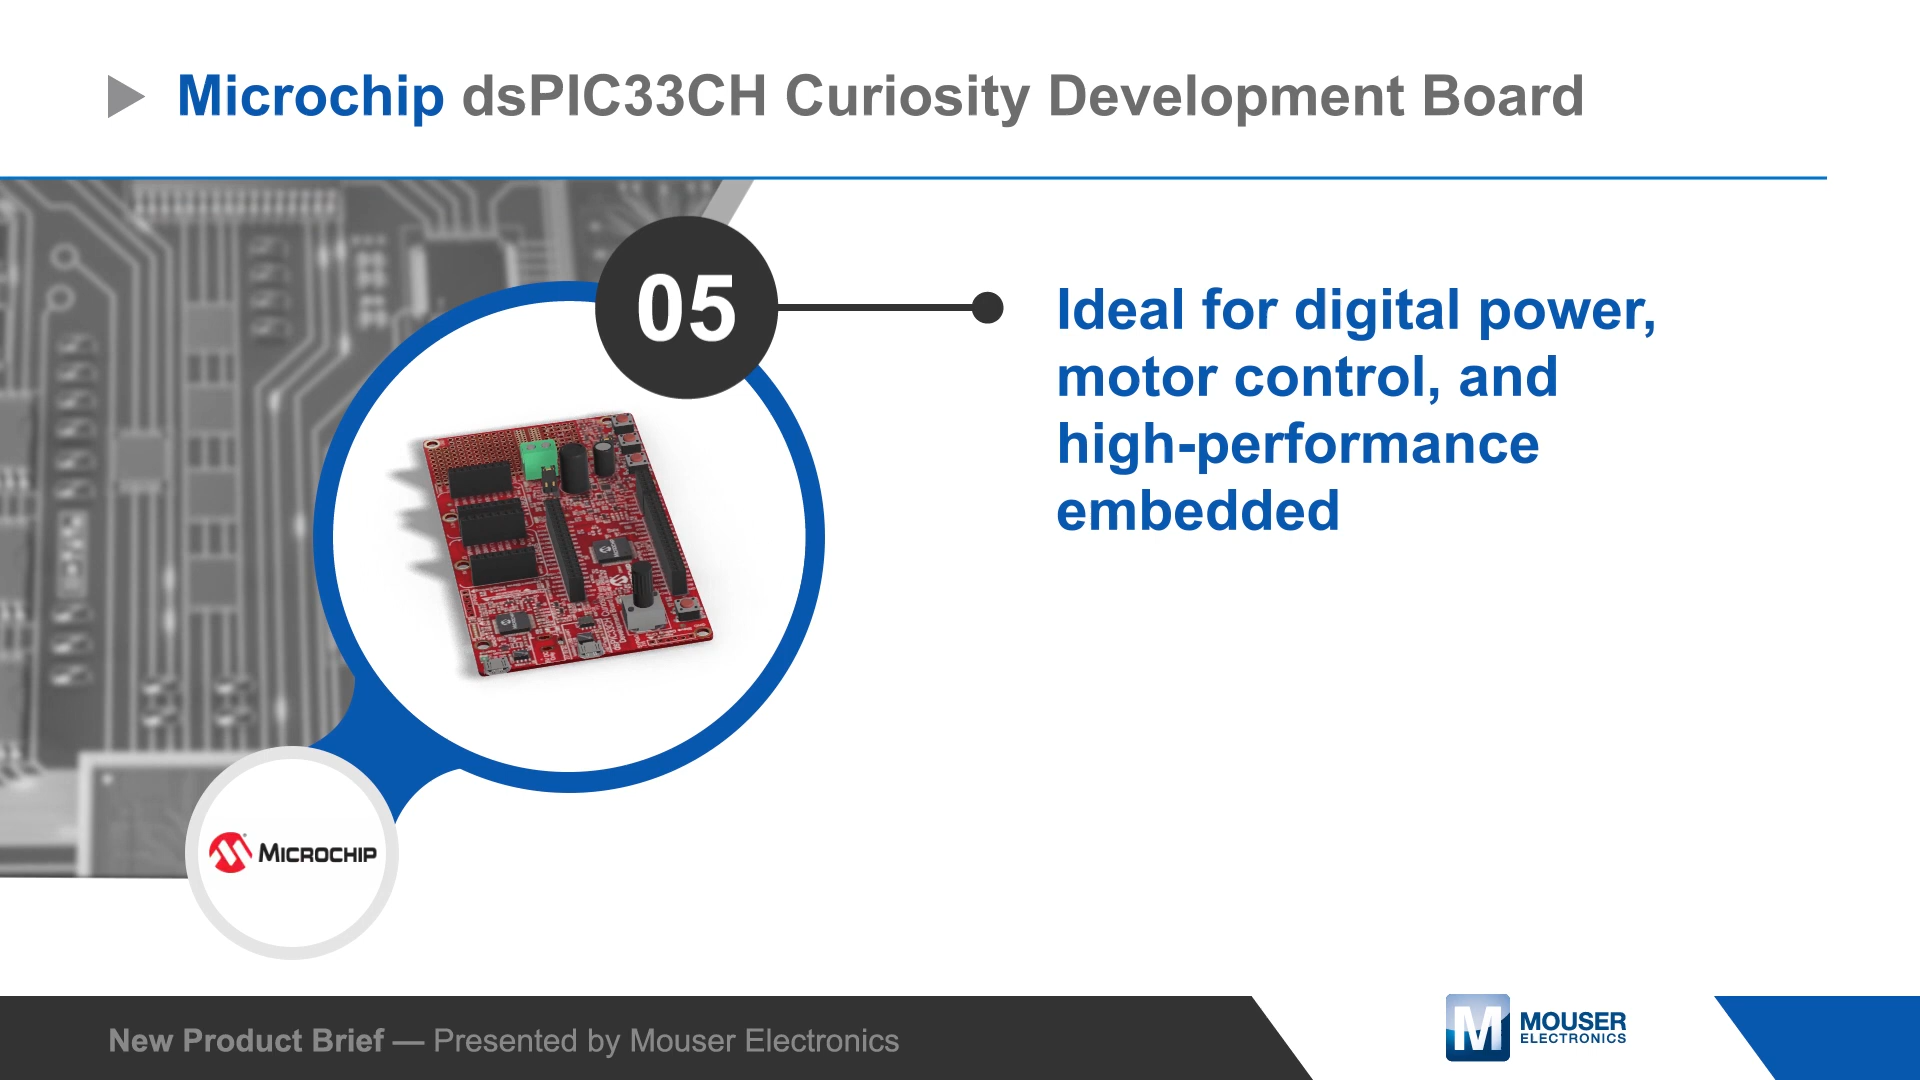 Microchip dsPIC33CH Curiosity Development Board
05
Ideal for digital power,
motor control, and
high-performance
embedded
MICROCHIP
New Product Brief — Presented by Mouser Electronics
M
MOUSER
ELECTRONICS